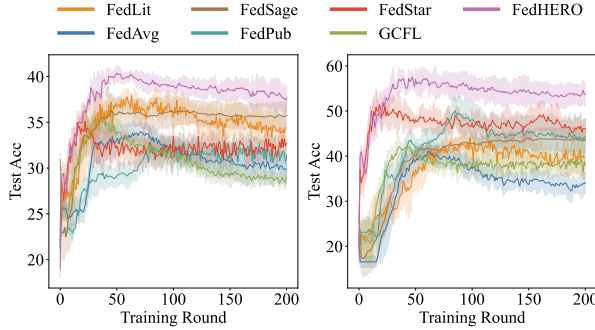 FedLit FedSage FedStar FedHERO
FedAvg FedPub GCFL
40
35
30
25
20
Test Acc
0 50 100 150 200
Training Round
60
50
40
30
20
Test Acc
0 50 100 150 200
Training Round